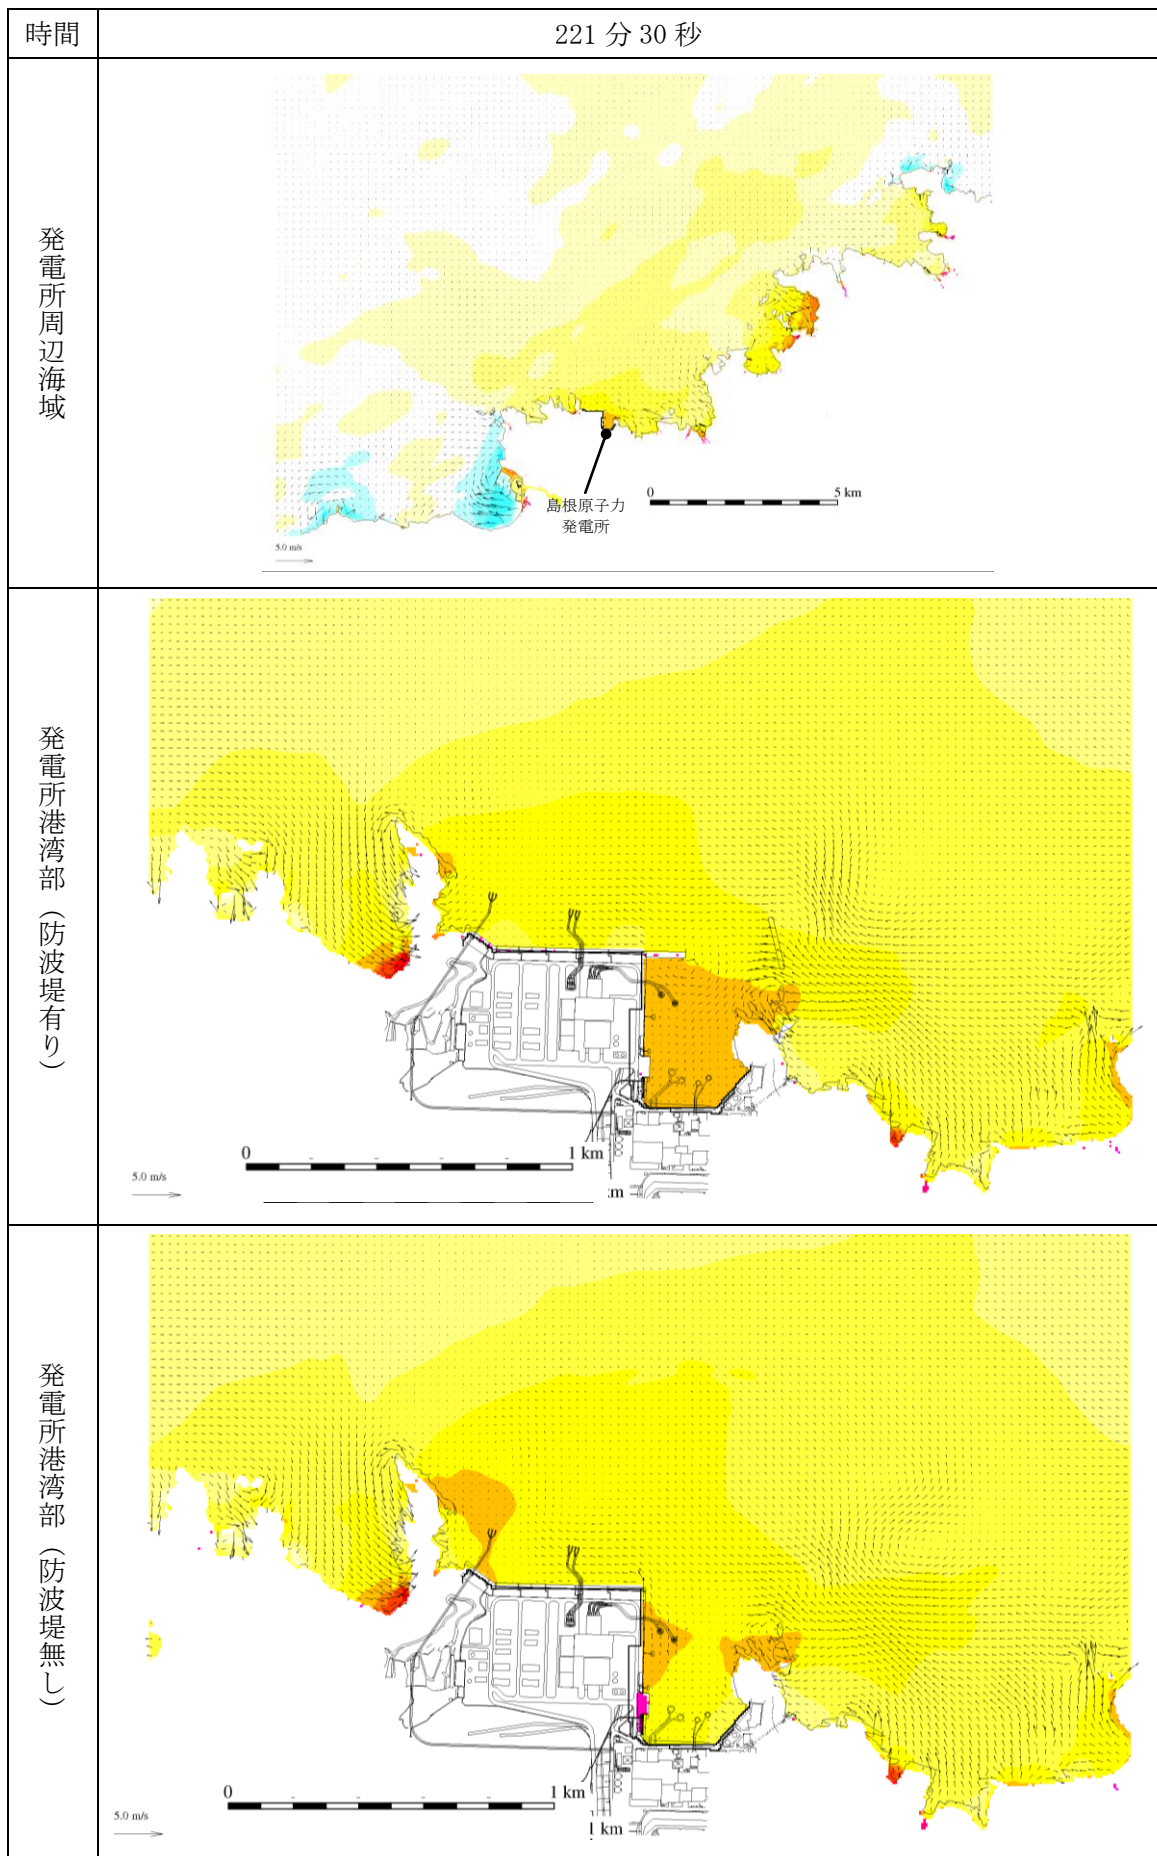 時間
221 分 30 秒
発電所周辺海域
島根原子力
発電所
0 5 km
5.0 m/s
発電所港湾部（防波堤有り）
0 1 km
5.0 m/s
km
発電所港湾部（防波堤無し）
0 1 km
5.0 m/s
1 km